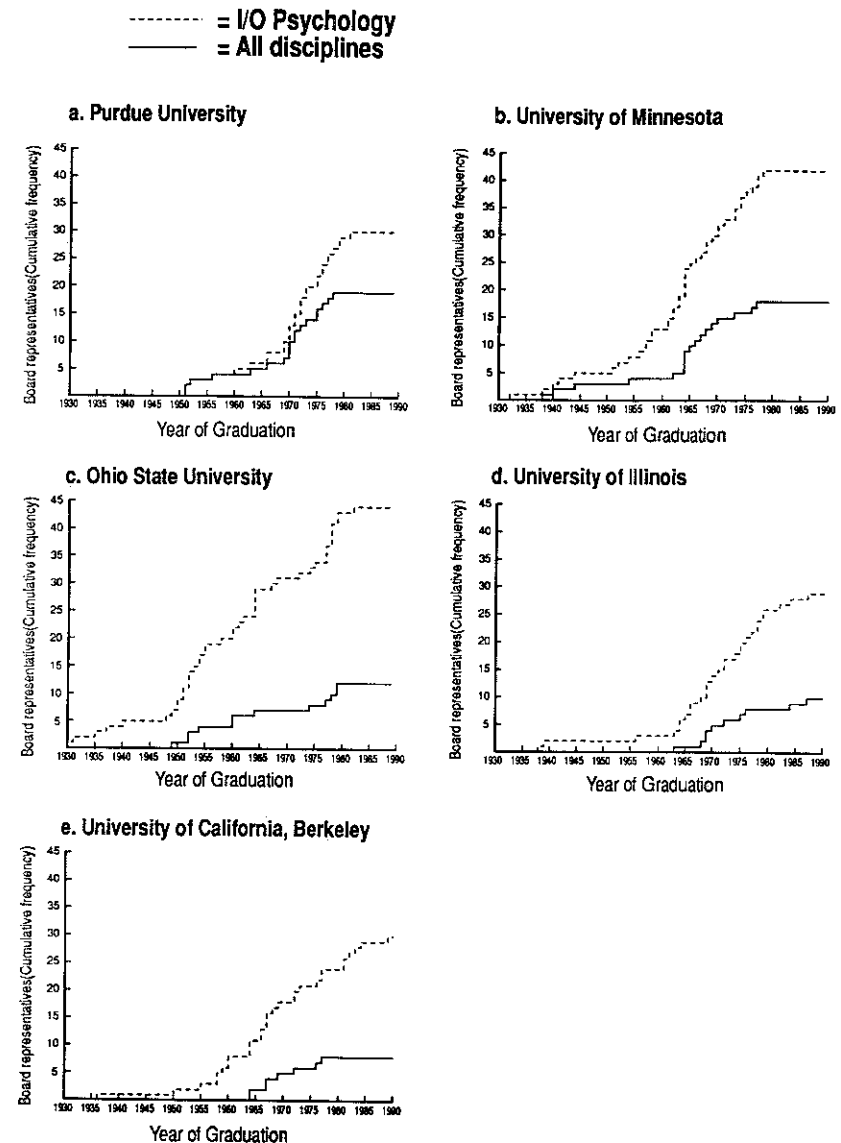 = I/O Psychology
= All disciplines
a. Purdue University
Board representatives(Cumulative frequency)
45
40
35
30
25
20
15
10
5
1930 1935 1940 1945 1950 1955 1960 1965 1970 1975 1980 1985 1990
Year of Graduation
b. University of Minnesota
Board representatives(Cumulative frequency)
45
40
35
30
25
20
15
10
5
1930 1935 1940 1945 1950 1955 1960 1965 1970 1975 1980 1985 1990
Year of Graduation
c. Ohio State University
Board representatives(Cumulative frequency)
45
40
35
30
25
20
15
10
5
1930 1935 1940 1945 1950 1955 1960 1965 1970 1975 1980 1985 1990
Year of Graduation
d. University of Illinois
Board representatives(Cumulative frequency)
45
40
35
30
25
20
15
10
5
1930 1935 1940 1945 1950 1955 1960 1965 1970 1975 1980 1985 1990
Year of Graduation
e. University of California, Berkeley
Board representatives(Cumulative frequency)
45
40
35
30
25
20
15
10
5
1930 1935 1940 1945 1950 1955 1960 1965 1970 1975 1980 1985 1990
Year of Graduation